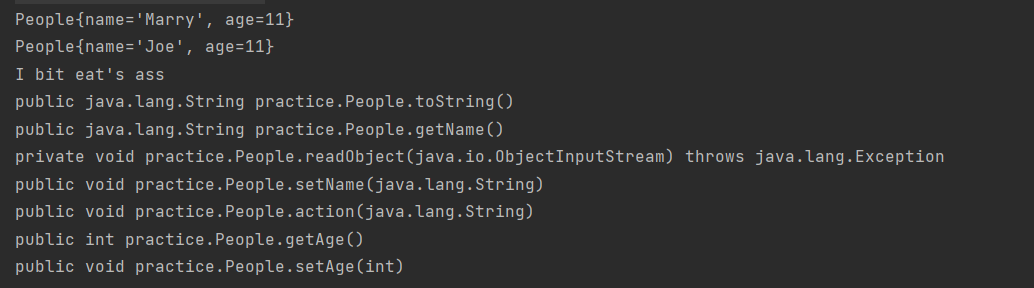 People{name='Marry', age=11}
People{name='Joe', age=11}
I bit eat's ass
public java.lang.String practice.People.toString()
public java.lang.String practice.People.getName()
private void practice.People.readObject(java.io.ObjectInputStream) throws java.lang.Exception
public void practice.People.setName(java.lang.String)
public void practice.People.action(java.lang.String)
public int practice.People.getAge()
public void practice.People.setAge(int)